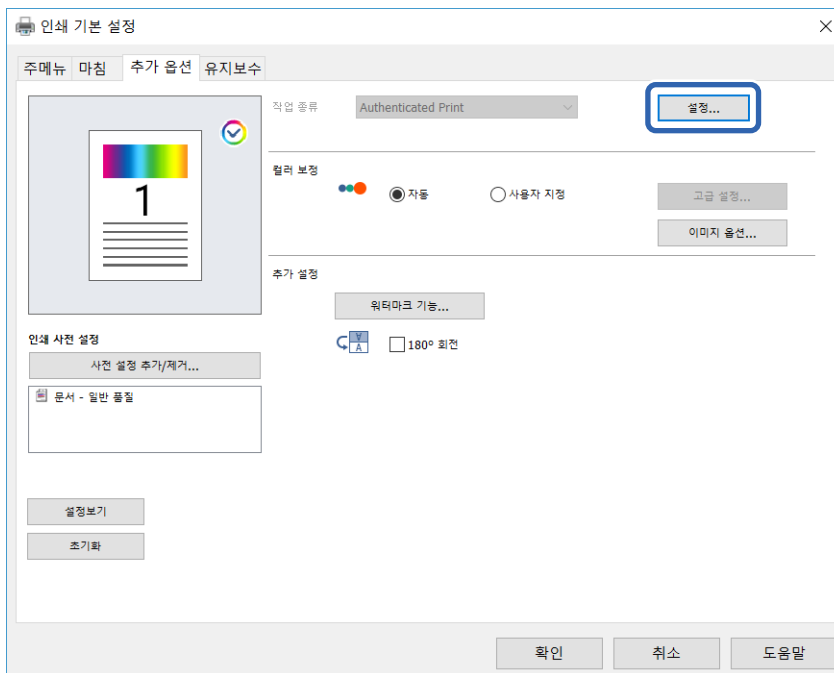 인쇄 기본 설정
주메뉴 마침 추가 옵션 유지보수
작업 종류 Authenticated Print 설정...
1
컬러 보정
자동 사용자 지정 고급 설정...
이미지 옵션...
추가 설정
워터마크 기능...
A
A
180º 회전
인쇄 사전 설정
사전 설정 추가/제거...
문서 - 일반 품질
설정보기
초기화
확인 취소 도움말